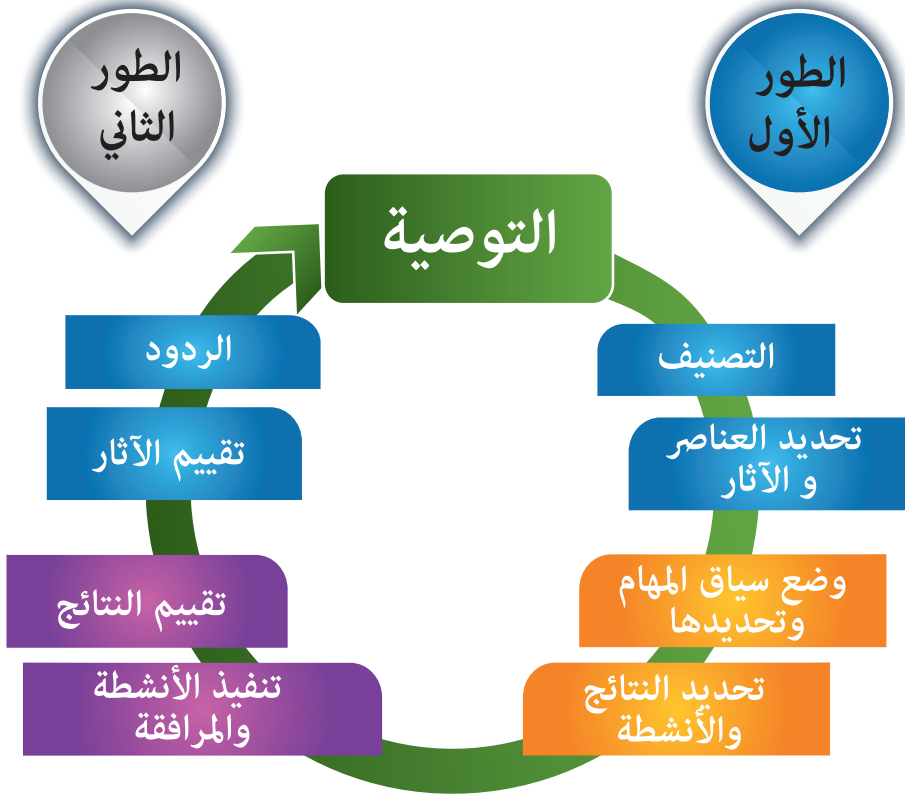 الطور
الأول
الطور
الثاني
التوصية
التصنيف
تحديد العناصر
و الآثار
وضع سياق المهام
وتحديدها
تحديد النتائج
والأنشطة
تنفيذ الأنشطة
والمرافقة
تقييم النتائج
تقييم الآثار
الردود